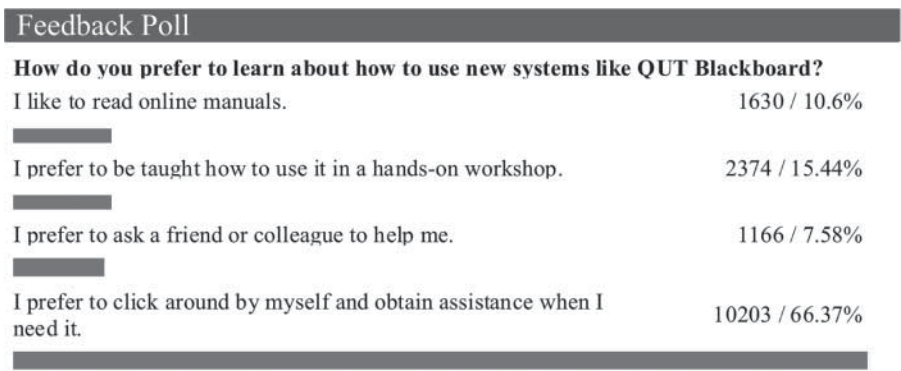 Feedback Poll
How do you prefer to learn about how to use new systems like QUT Blackboard?
I like to read online manuals. 1630 / 10.6%
I prefer to be taught how to use it in a hands-on workshop. 2374 / 15.44%
I prefer to ask a friend or colleague to help me. 1166 / 7.58%
I prefer to click around by myself and obtain assistance when I
need it. 10203 / 66.37%